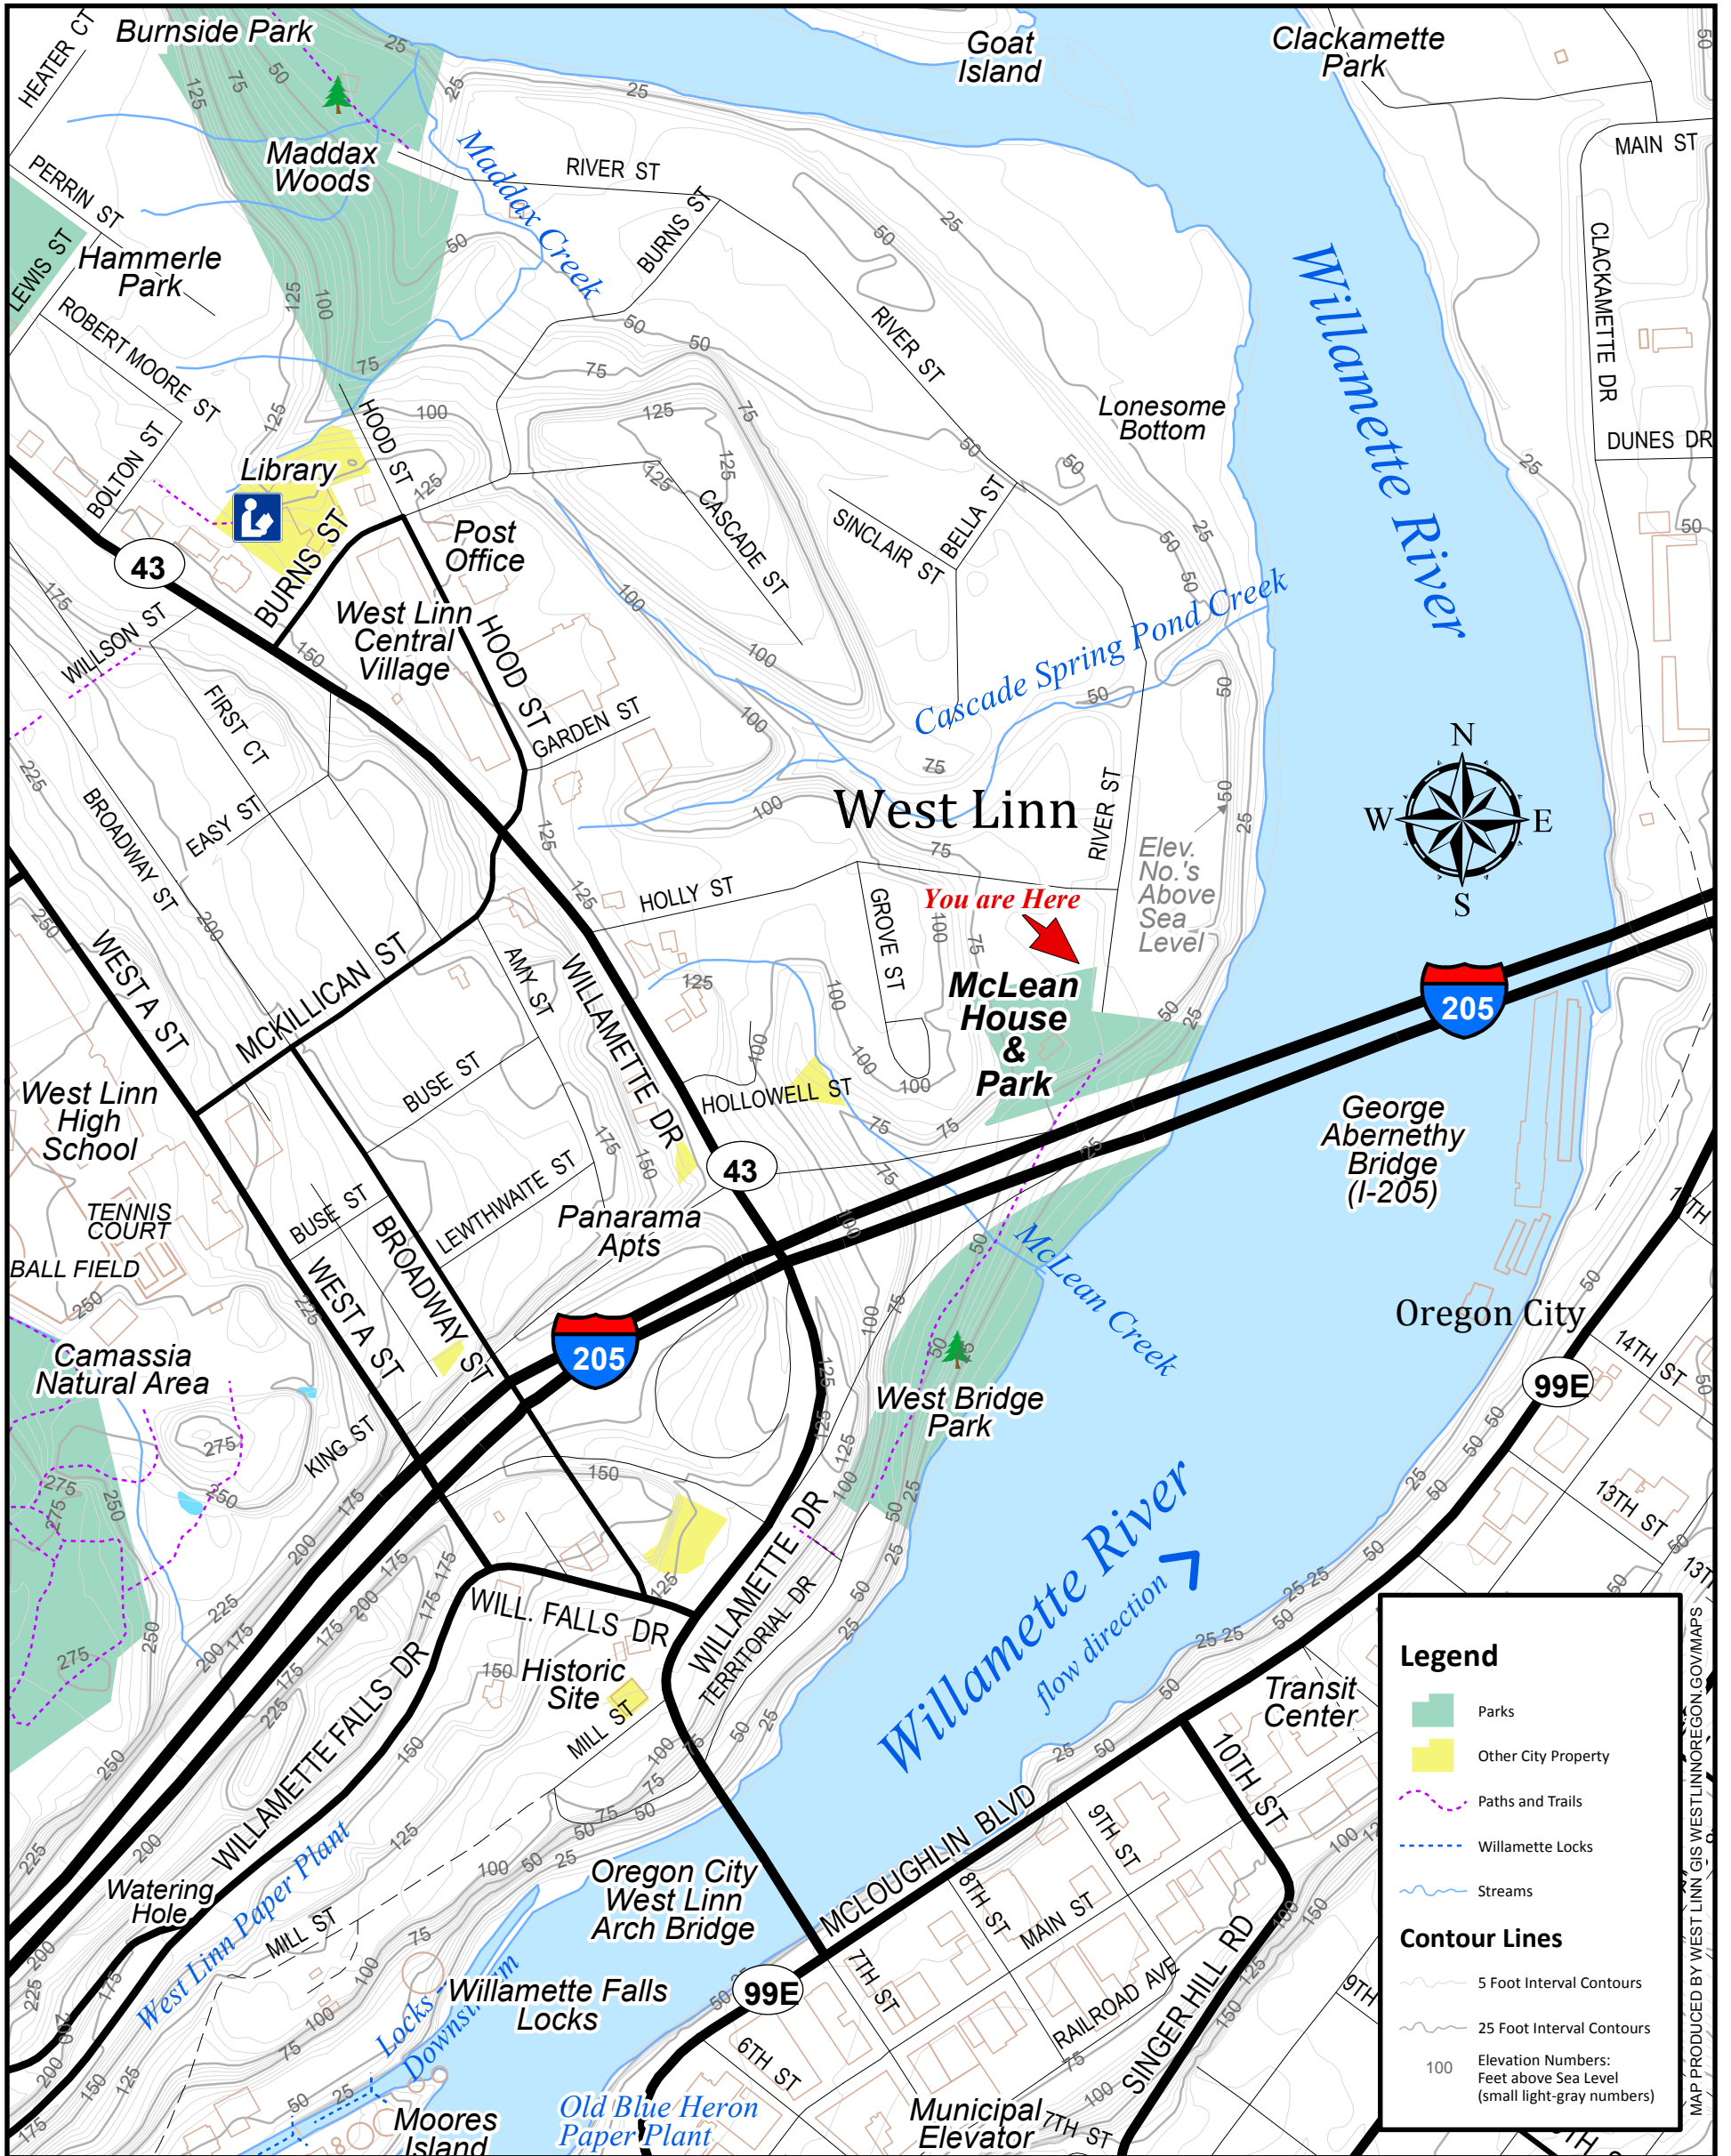 Burnside Park
Goat
Island
Clackamette
Park
HEATER CT
MAIN ST
Maddax
Woods
RIVER ST
Maddax Creek
PERRIN ST
BURNS ST
LEWIS ST
Hammerle
Park
CLACKAMETTE DR
Willamette River
ROBERT MOORE ST
RIVER ST
HOOD ST
Lonesome
Bottom
DUNES DR
BOLTON ST
Library
CASCADE ST
SINCLAIR ST
BELLA ST
Post
Office
43
BURNS ST
West Linn
Central
Village
HOOD ST
Cascade Spring Pond Creek
WILLSON ST
FIRST CT
GARDEN ST
N
W
E
S
West Linn
RIVER ST
BROADWAY ST
EASY ST
Elev.
No.'s
Above
Sea
Level
HOLLY ST
GROVE ST
You are Here
WEST A ST
MCKILLICAN ST
AMY ST
WILLAMETTE DR
McLean
House
&
Park
205
West Linn
High
School
BUSE ST
HOLLOWELL ST
George
Abernethy
Bridge
(I-205)
43
TENNIS
COURT
BUSE ST
LEWTHWAITE ST
Panarama
Apts
BALL FIELD
WEST A ST
BROADWAY ST
McLean Creek
Oregon City
205
Camassia
Natural Area
14TH ST
99E
West Bridge
Park
KING ST
13TH ST
Willamette River
flow direction
WILLAMETTE DR
TERRITORIAL DR
WILL. FALLS DR
Historic
Site
MILL ST
WILLAMETTE FALLS DR
Transit
Center
10TH ST
Watering
Hole
West Linn Paper Plant
MILL ST
Oregon City
West Linn
Arch Bridge
MCLOUGHLIN BLVD
9TH ST
8TH ST
MAIN ST
7TH ST
Willamette Falls
Locks
99E
RAILROAD AVE
SINGER HILL RD
9TH
6TH ST
Moores
Island
Old Blue Heron
Paper Plant
Municipal
Elevator
7TH ST
Legend
Parks
Other City Property
Paths and Trails
Willamette Locks
Streams
Contour Lines
5 Foot Interval Contours
25 Foot Interval Contours
100
Elevation Numbers:
Feet above Sea Level
(small light-gray numbers)
MAP PRODUCED BY WEST LINN GIS WESTLINNOREGON.GOV/MAPS